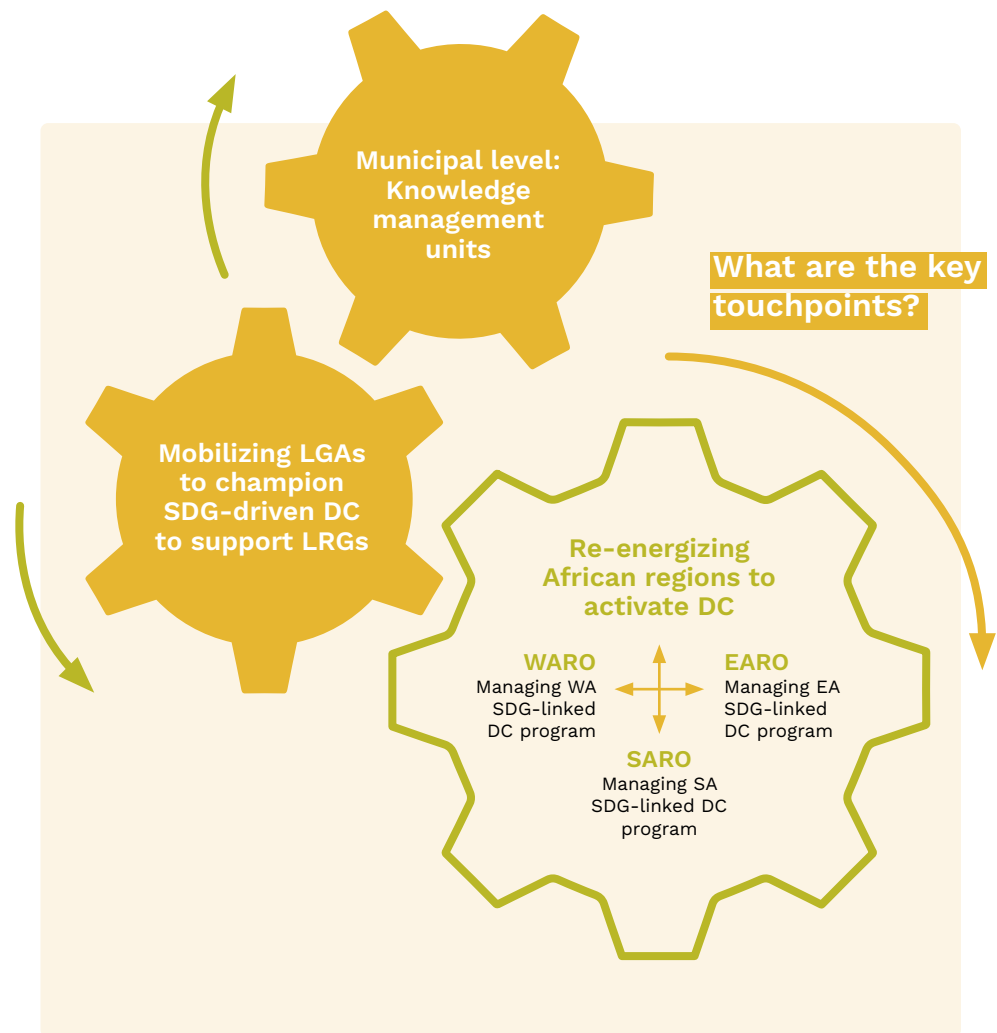 Municipal level:
Knowledge
management
units
What are the key
touchpoints?
Mobilizing LGAs
to champion
SDG-driven DC
to support LRGs
Re-energizing
African regions to
activate DC
WARO
Managing WA
SDG-linked
DC program
EARO
Managing EA
SDG-linked
DC program
SARO
Managing SA
SDG-linked DC
program